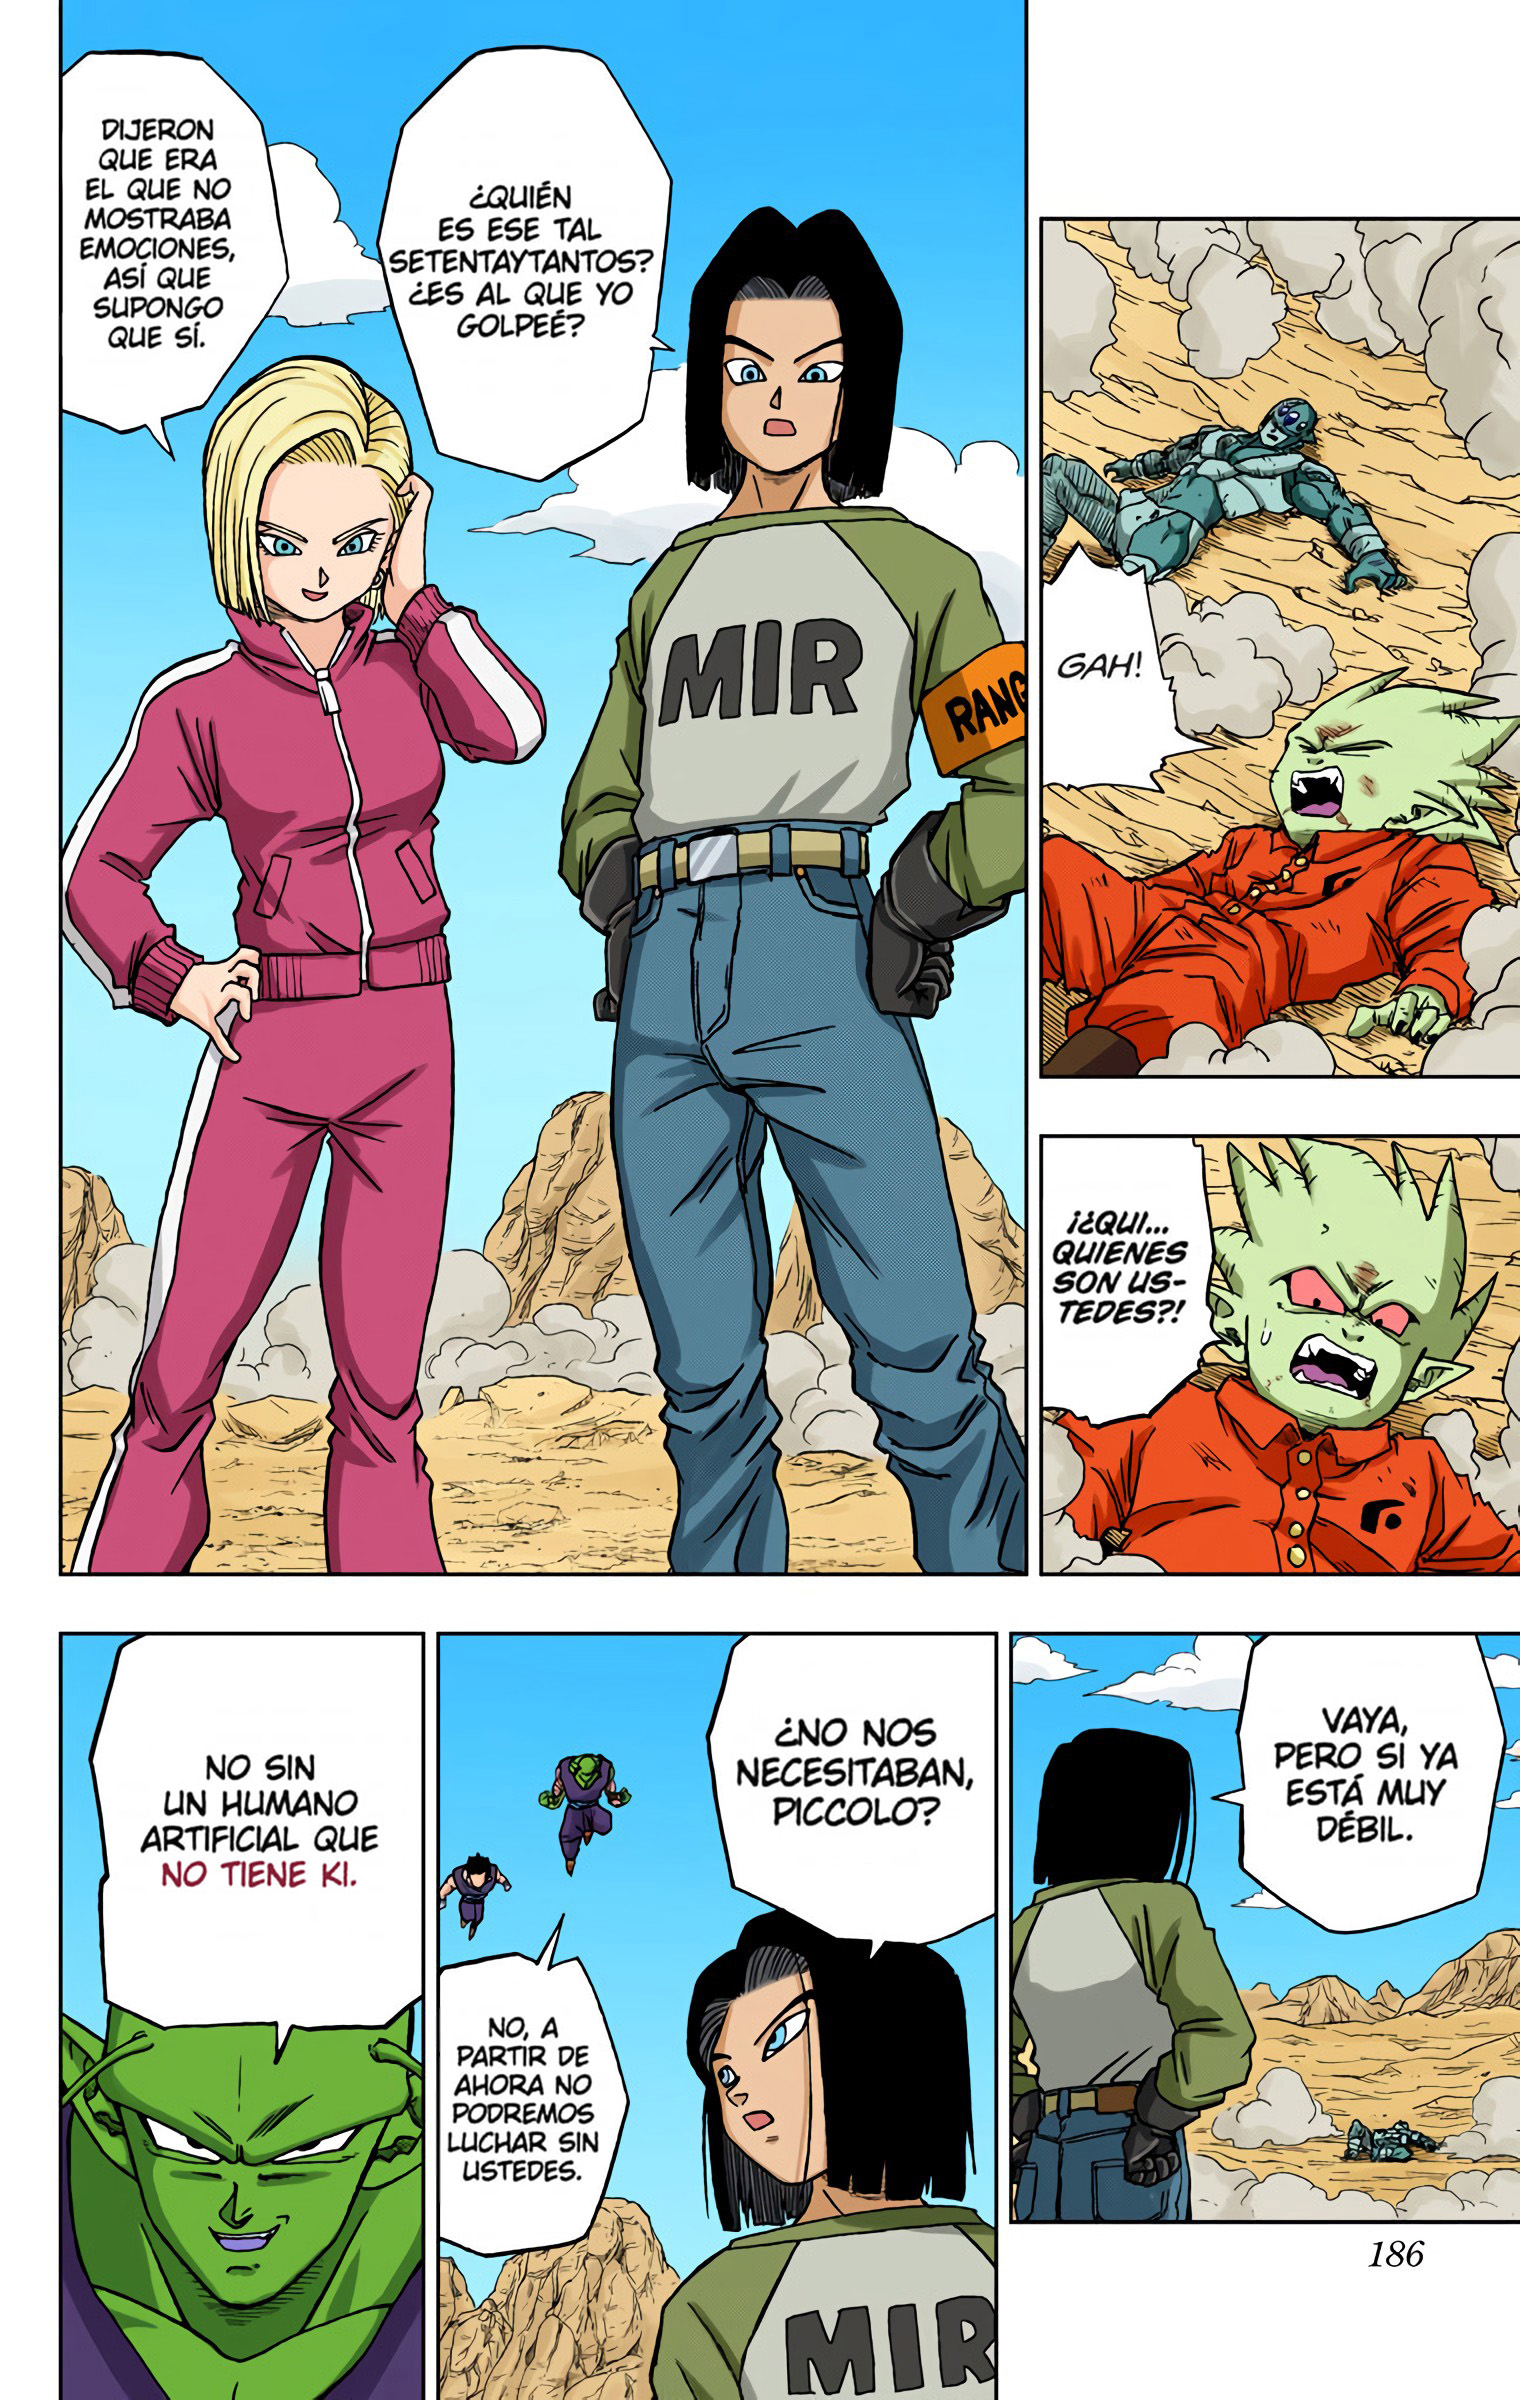 GAH!
¡¿QUI...
QUIENES
SON US-
TEDES?!
¿QUIÉN
ES ESE TAL
SETENTAYTANTOS?
¿ES AL QUE YO
GOLPEÉ?
DIJERON
QUE ERA
EL QUE NO
MOSTRABA
EMOCIONES,
ASÍ QUE
SUPONGO
QUE SÍ.
MIR
RANG
VAYA,
PERO SI YA
ESTÁ MUY
DÉBIL.
¿NO NOS
NECESITABAN,
PICCOLO?
NO, A
PARTIR DE
AHORA NO
PODREMOS
LUCHAR SIN
USTEDES.
MIR
NO SIN
UN HUMANO
ARTIFICIAL QUE
NO TIENE KI.
186